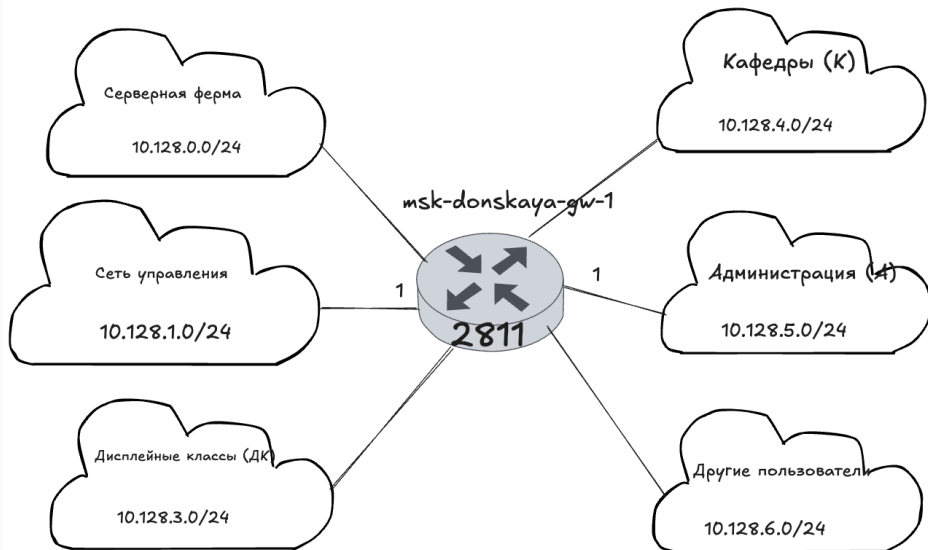 Серверная ферма
10.128.0.0/24
Кафедры (К)
10.128.4.0/24
msk-donskaya-gw-1
Сеть управления
10.128.1.0/24
1
2811
1
Администрация (А)
10.128.5.0/24
Дисплейные классы (ДК)
10.128.3.0/24
Другие пользователи
10.128.6.0/24